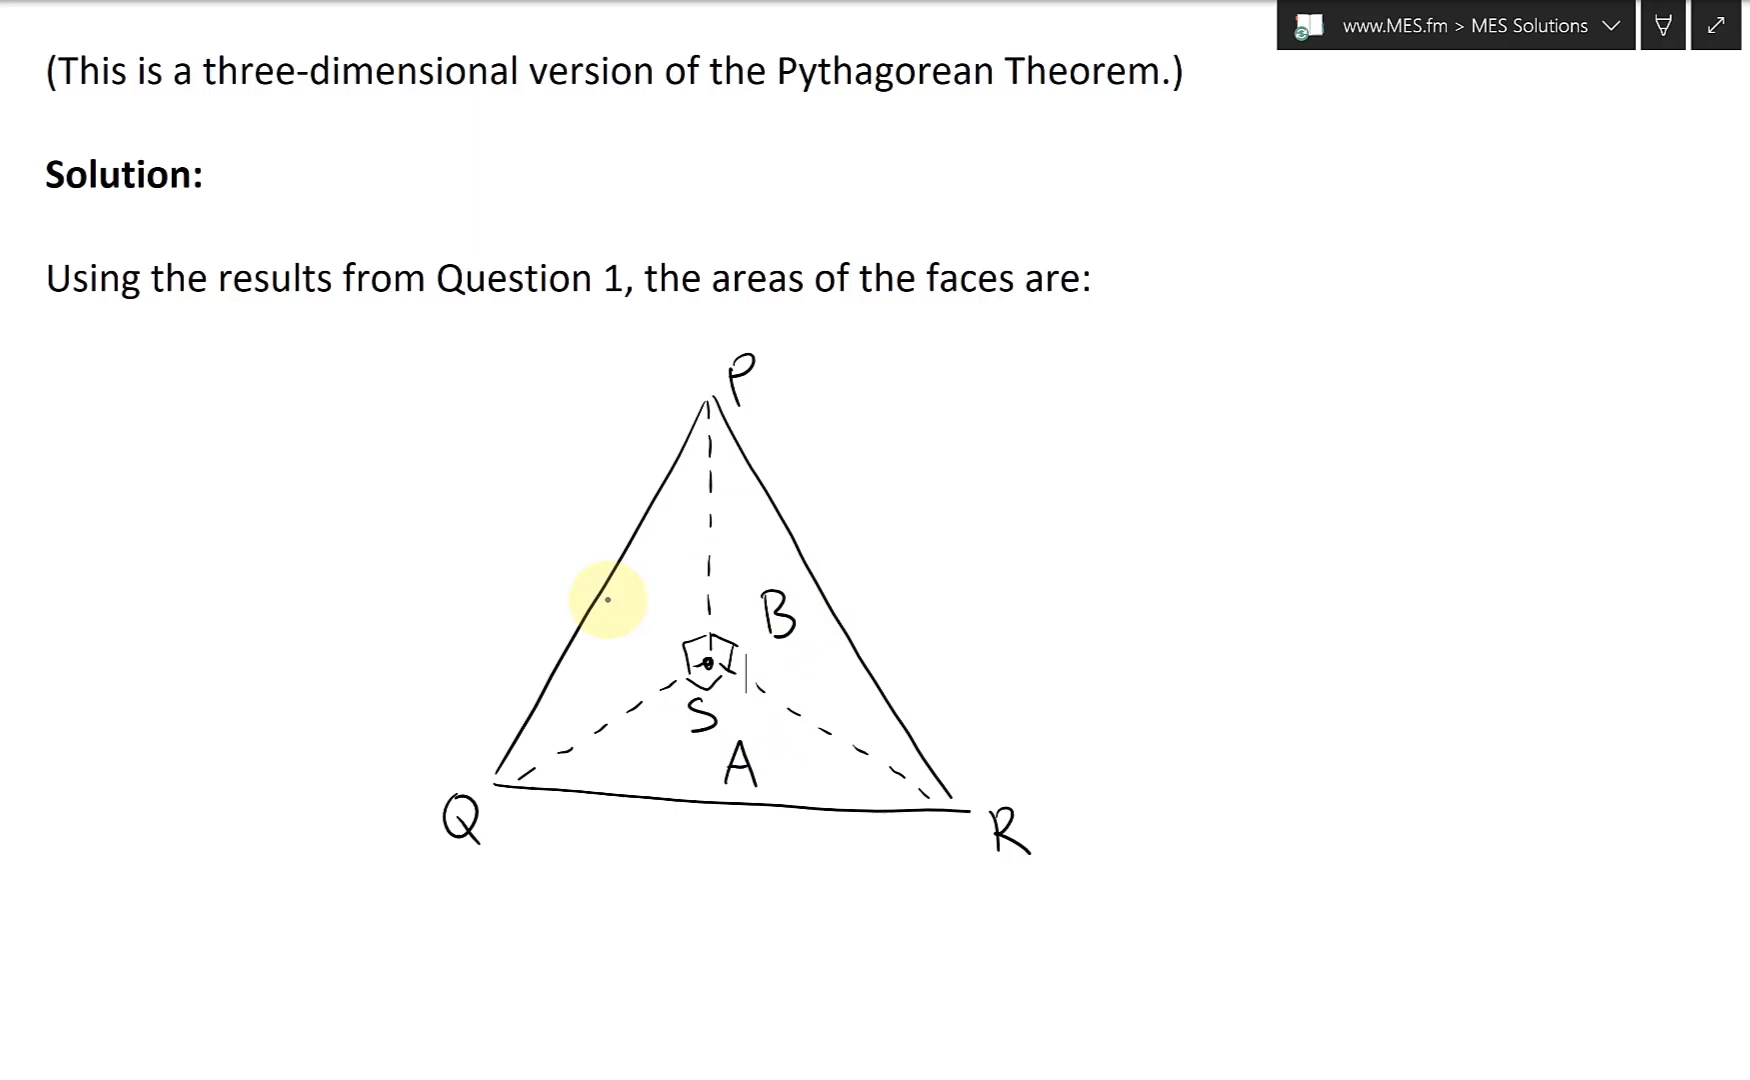 www.MES.fm > MES Solutions
(This is a three-dimensional version of the Pythagorean Theorem.)
Solution:
Using the results from Question 1, the areas of the faces are:
P
B
S
A
Q
R